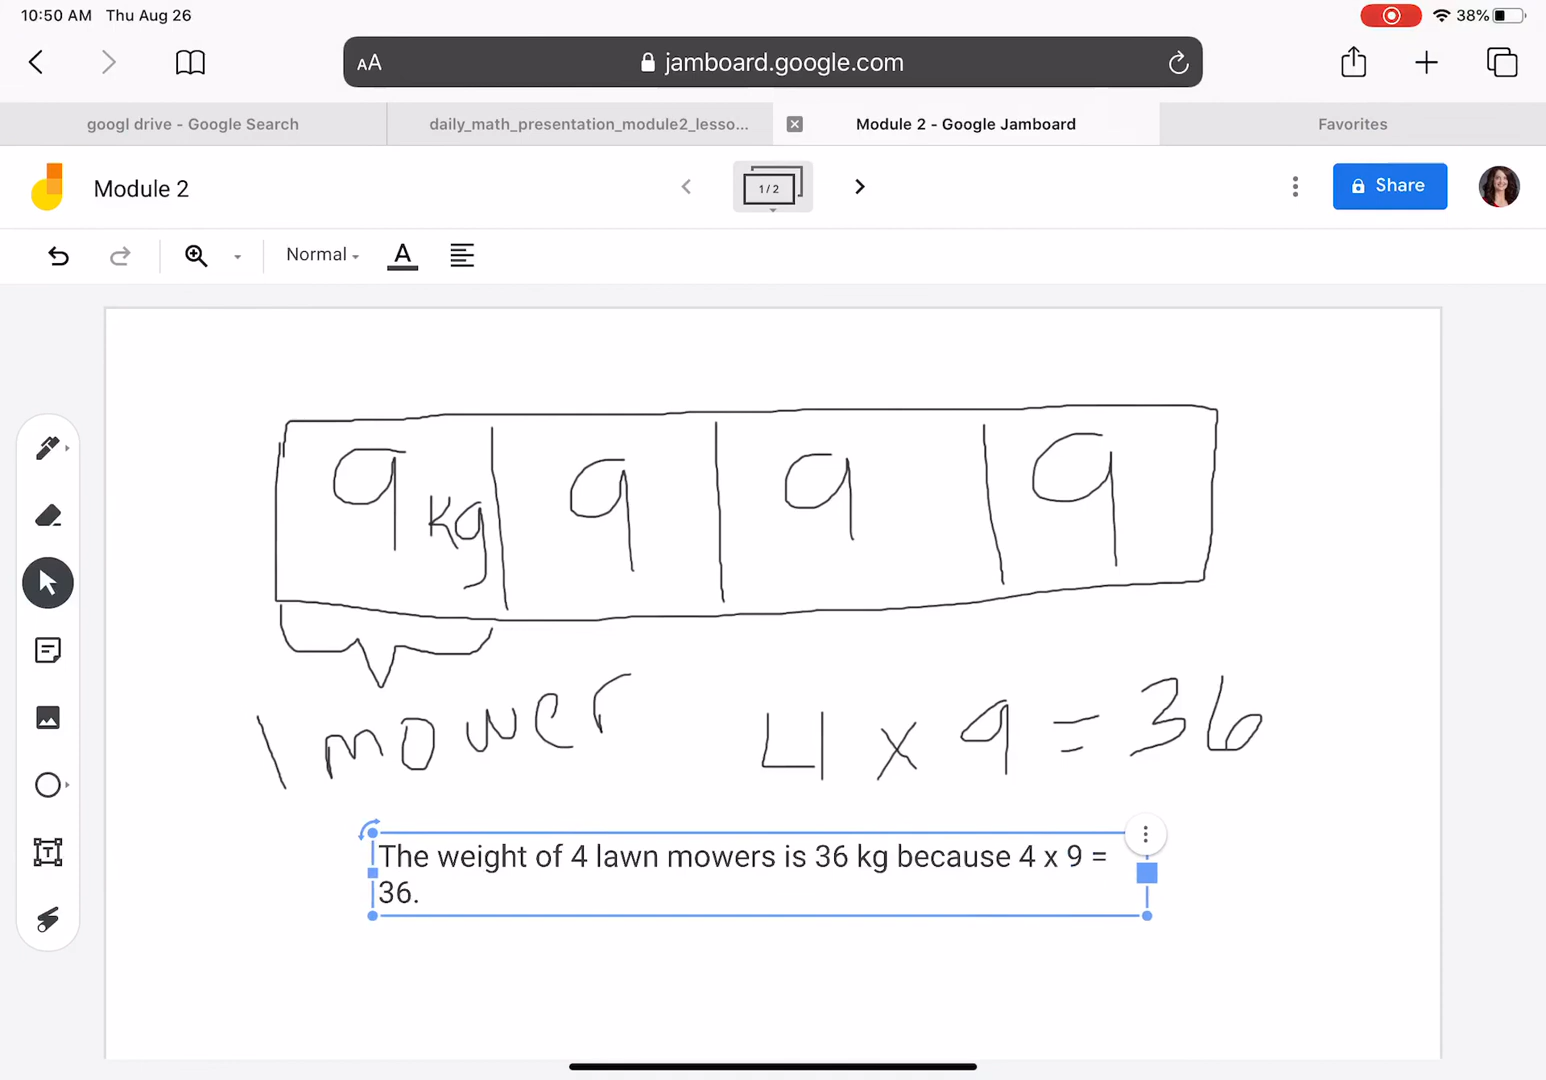 10:50 AM Thu Aug 26
38%
AA jamboard.google.com
googl drive - Google Search
daily_math_presentation_module2_lesso...
Module 2 - Google Jamboard
Favorites
Module 2
1 / 2
Share
Normal
A
9 kg 9 9 9
1 mower 4 x 9 = 36
The weight of 4 lawn mowers is 36 kg because 4 x 9 =
36.